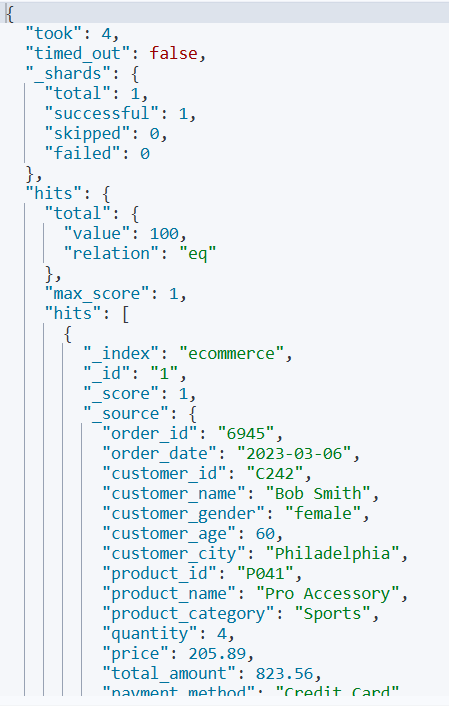 {
"took": 4,
"timed_out": false,
"_shards": {
"total": 1,
"successful": 1,
"skipped": 0,
"failed": 0
},
"hits": {
"total": {
"value": 100,
"relation": "eq"
},
"max_score": 1,
"hits": [
{
"_index": "ecommerce",
"_id": "1",
"_score": 1,
"_source": {
"order_id": "6945",
"order_date": "2023-03-06",
"customer_id": "C242",
"customer_name": "Bob Smith",
"customer_gender": "female",
"customer_age": 60,
"customer_city": "Philadelphia",
"product_id": "P041",
"product_name": "Pro Accessory",
"product_category": "Sports",
"quantity": 4,
"price": 205.89,
"total_amount": 823.56,
"payment_method": "Credit Card"